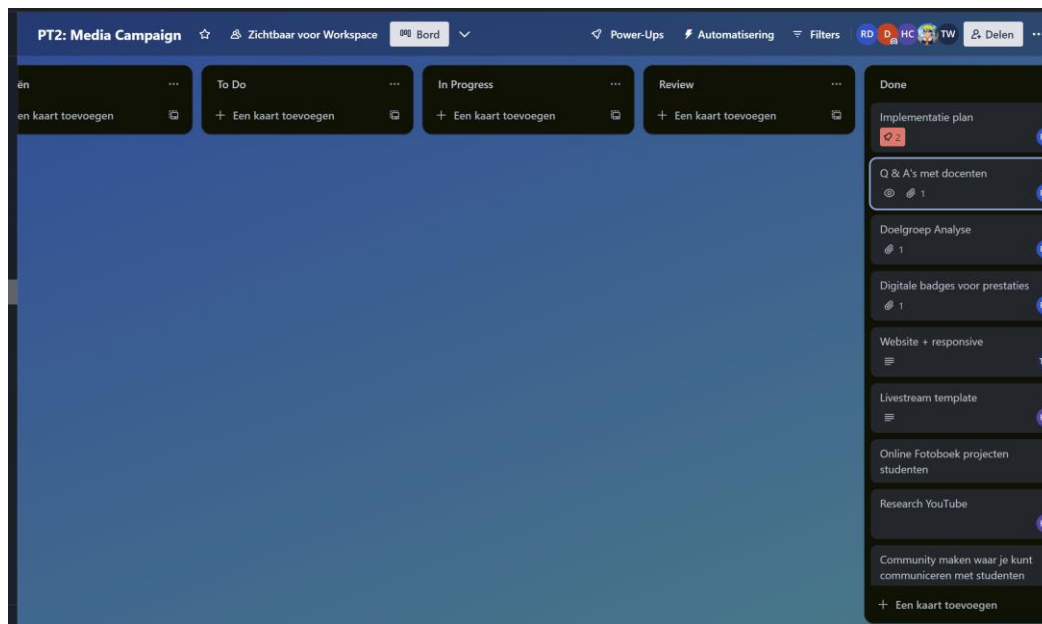 PT2: Media Campaign Zichtbaar voor Workspace Bord Power-Ups Automatisering Filters RD D HC TW Delen
ën
en kaart toevoegen
To Do
Een kaart toevoegen
In Progress
Een kaart toevoegen
Review
Een kaart toevoegen
Done
Implementatie plan
2
Q & A's met docenten
1
Doelgroep Analyse
1
Digitale badges voor prestaties
1
Website + responsive
Livestream template
Online Fotoboek projecten
studenten
Research YouTube
Community maken waar je kunt
communiceren met studenten
Een kaart toevoegen